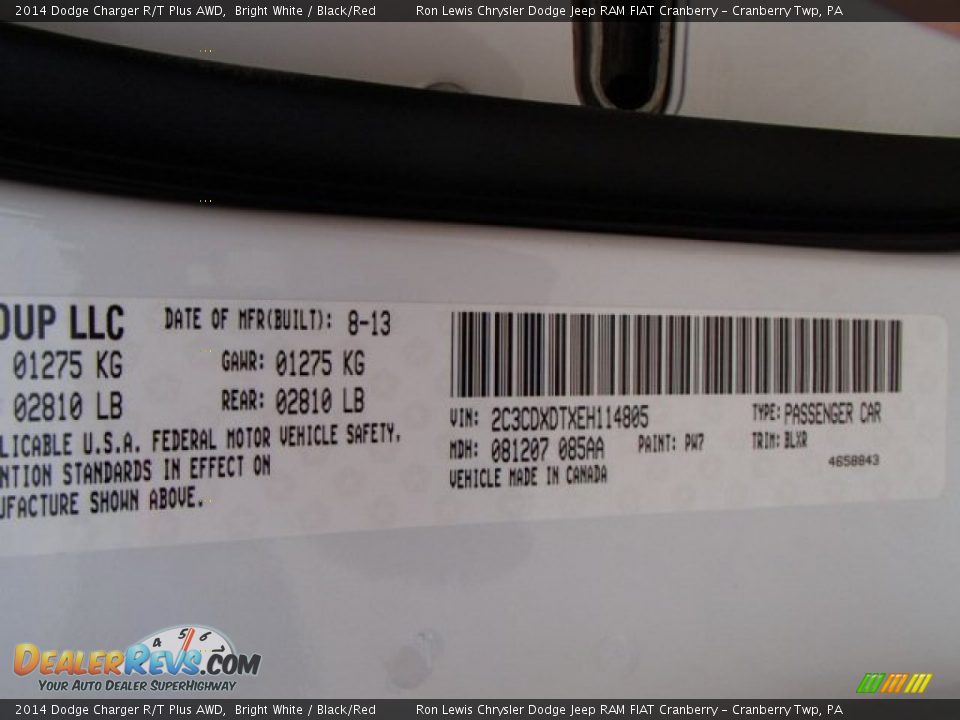 2014 Dodge Charger R/T Plus AWD,  Bright White / Black/Red    Ron Lewis Chrysler Dodge Jeep RAM FIAT Cranberry - Cranberry Twp, PA
OUP LLC   DATE OF MFR(BUILT):  8-13
01275 KG   GAWR: 01275 KG
02810 LB   REAR: 02810 LB
LICABLE U.S.A. FEDERAL MOTOR VEHICLE SAFETY,
NTION STANDARDS IN EFFECT ON
UFACTURE SHOWN ABOVE.
VIN: 2C3CDXDTXEH114805   TYPE: PASSENGER CAR
MDH: 081207 085AA   PAINT: PW7   TRIM: BLXR
VEHICLE MADE IN CANADA   4658843
4 5 6 7
DEALERREVS.COM
YOUR AUTO DEALER SUPERHIGHWAY
2014 Dodge Charger R/T Plus AWD,  Bright White / Black/Red    Ron Lewis Chrysler Dodge Jeep RAM FIAT Cranberry - Cranberry Twp, PA